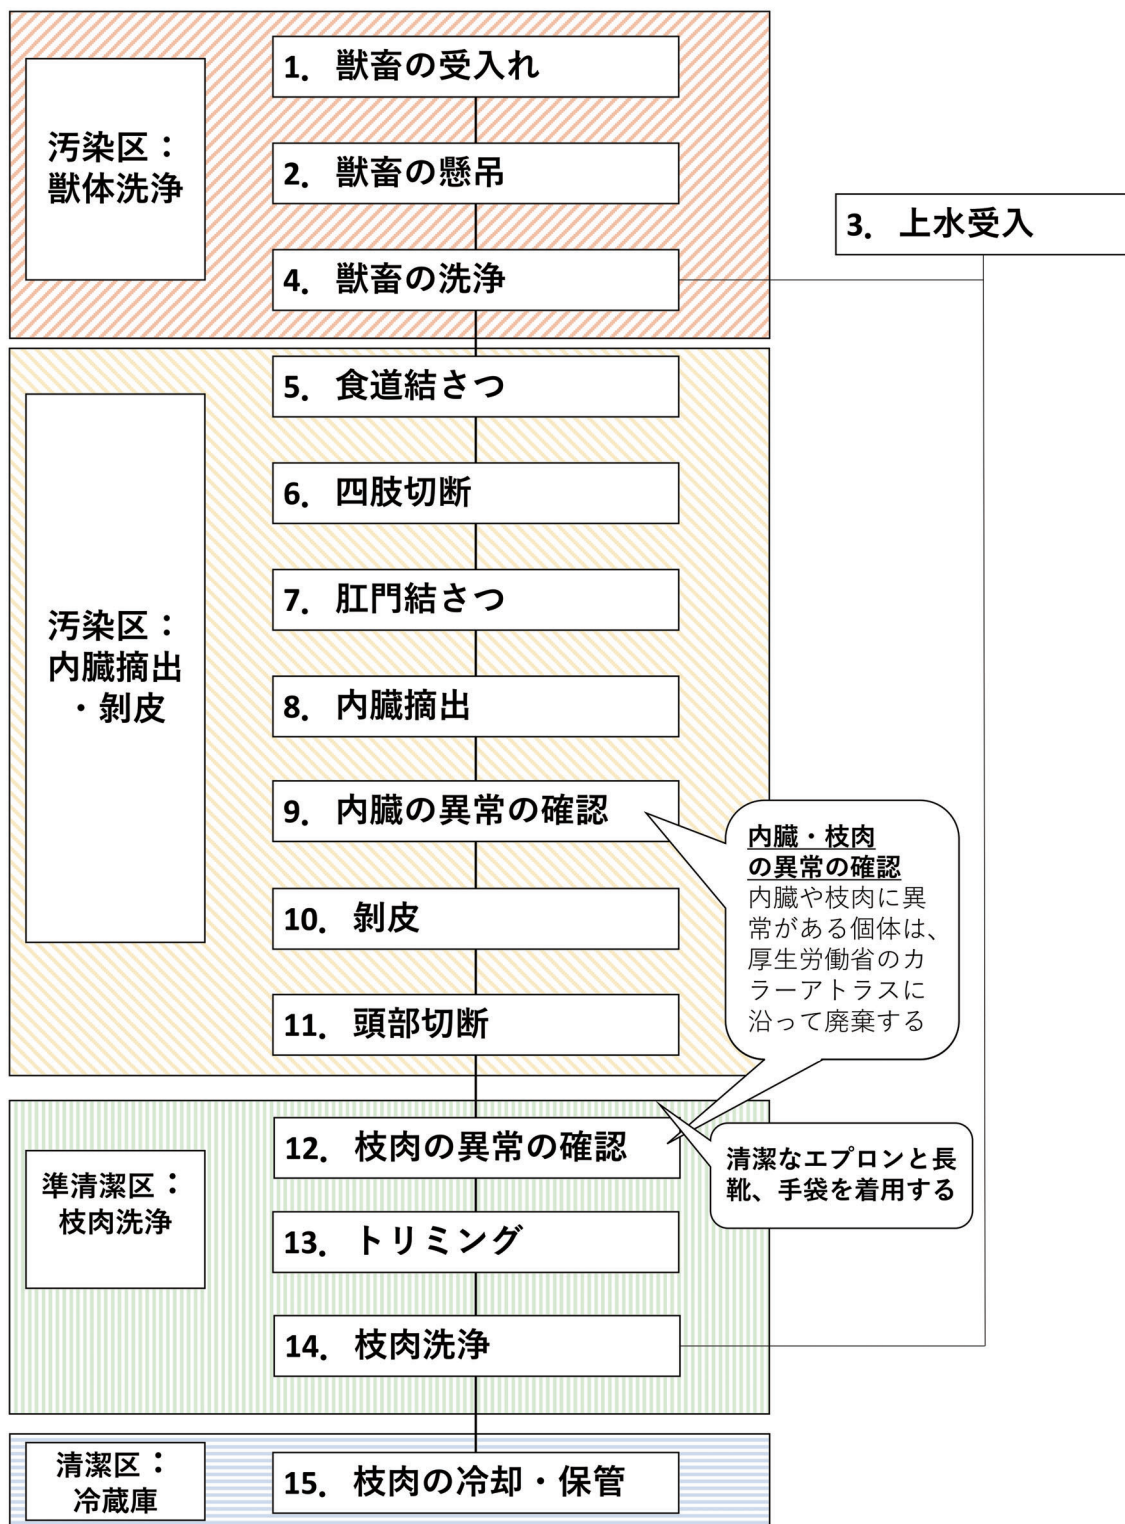 汚染区：
獣体洗浄
1. 獣畜の受入れ
2. 獣畜の懸吊
3. 上水受入
4. 獣畜の洗浄
汚染区：
内臓摘出
・剝皮
5. 食道結さつ
6. 四肢切断
7. 肛門結さつ
8. 内臓摘出
9. 内臓の異常の確認
内臓・枝肉
の異常の確認
内臓や枝肉に異
常がある個体は、
厚生労働省のカ
ラーアトラスに
沿って廃棄する
10. 剝皮
11. 頭部切断
準清潔区：
枝肉洗浄
12. 枝肉の異常の確認
清潔なエプロンと長
靴、手袋を着用する
13. トリミング
14. 枝肉洗浄
清潔区：
冷蔵庫
15. 枝肉の冷却・保管